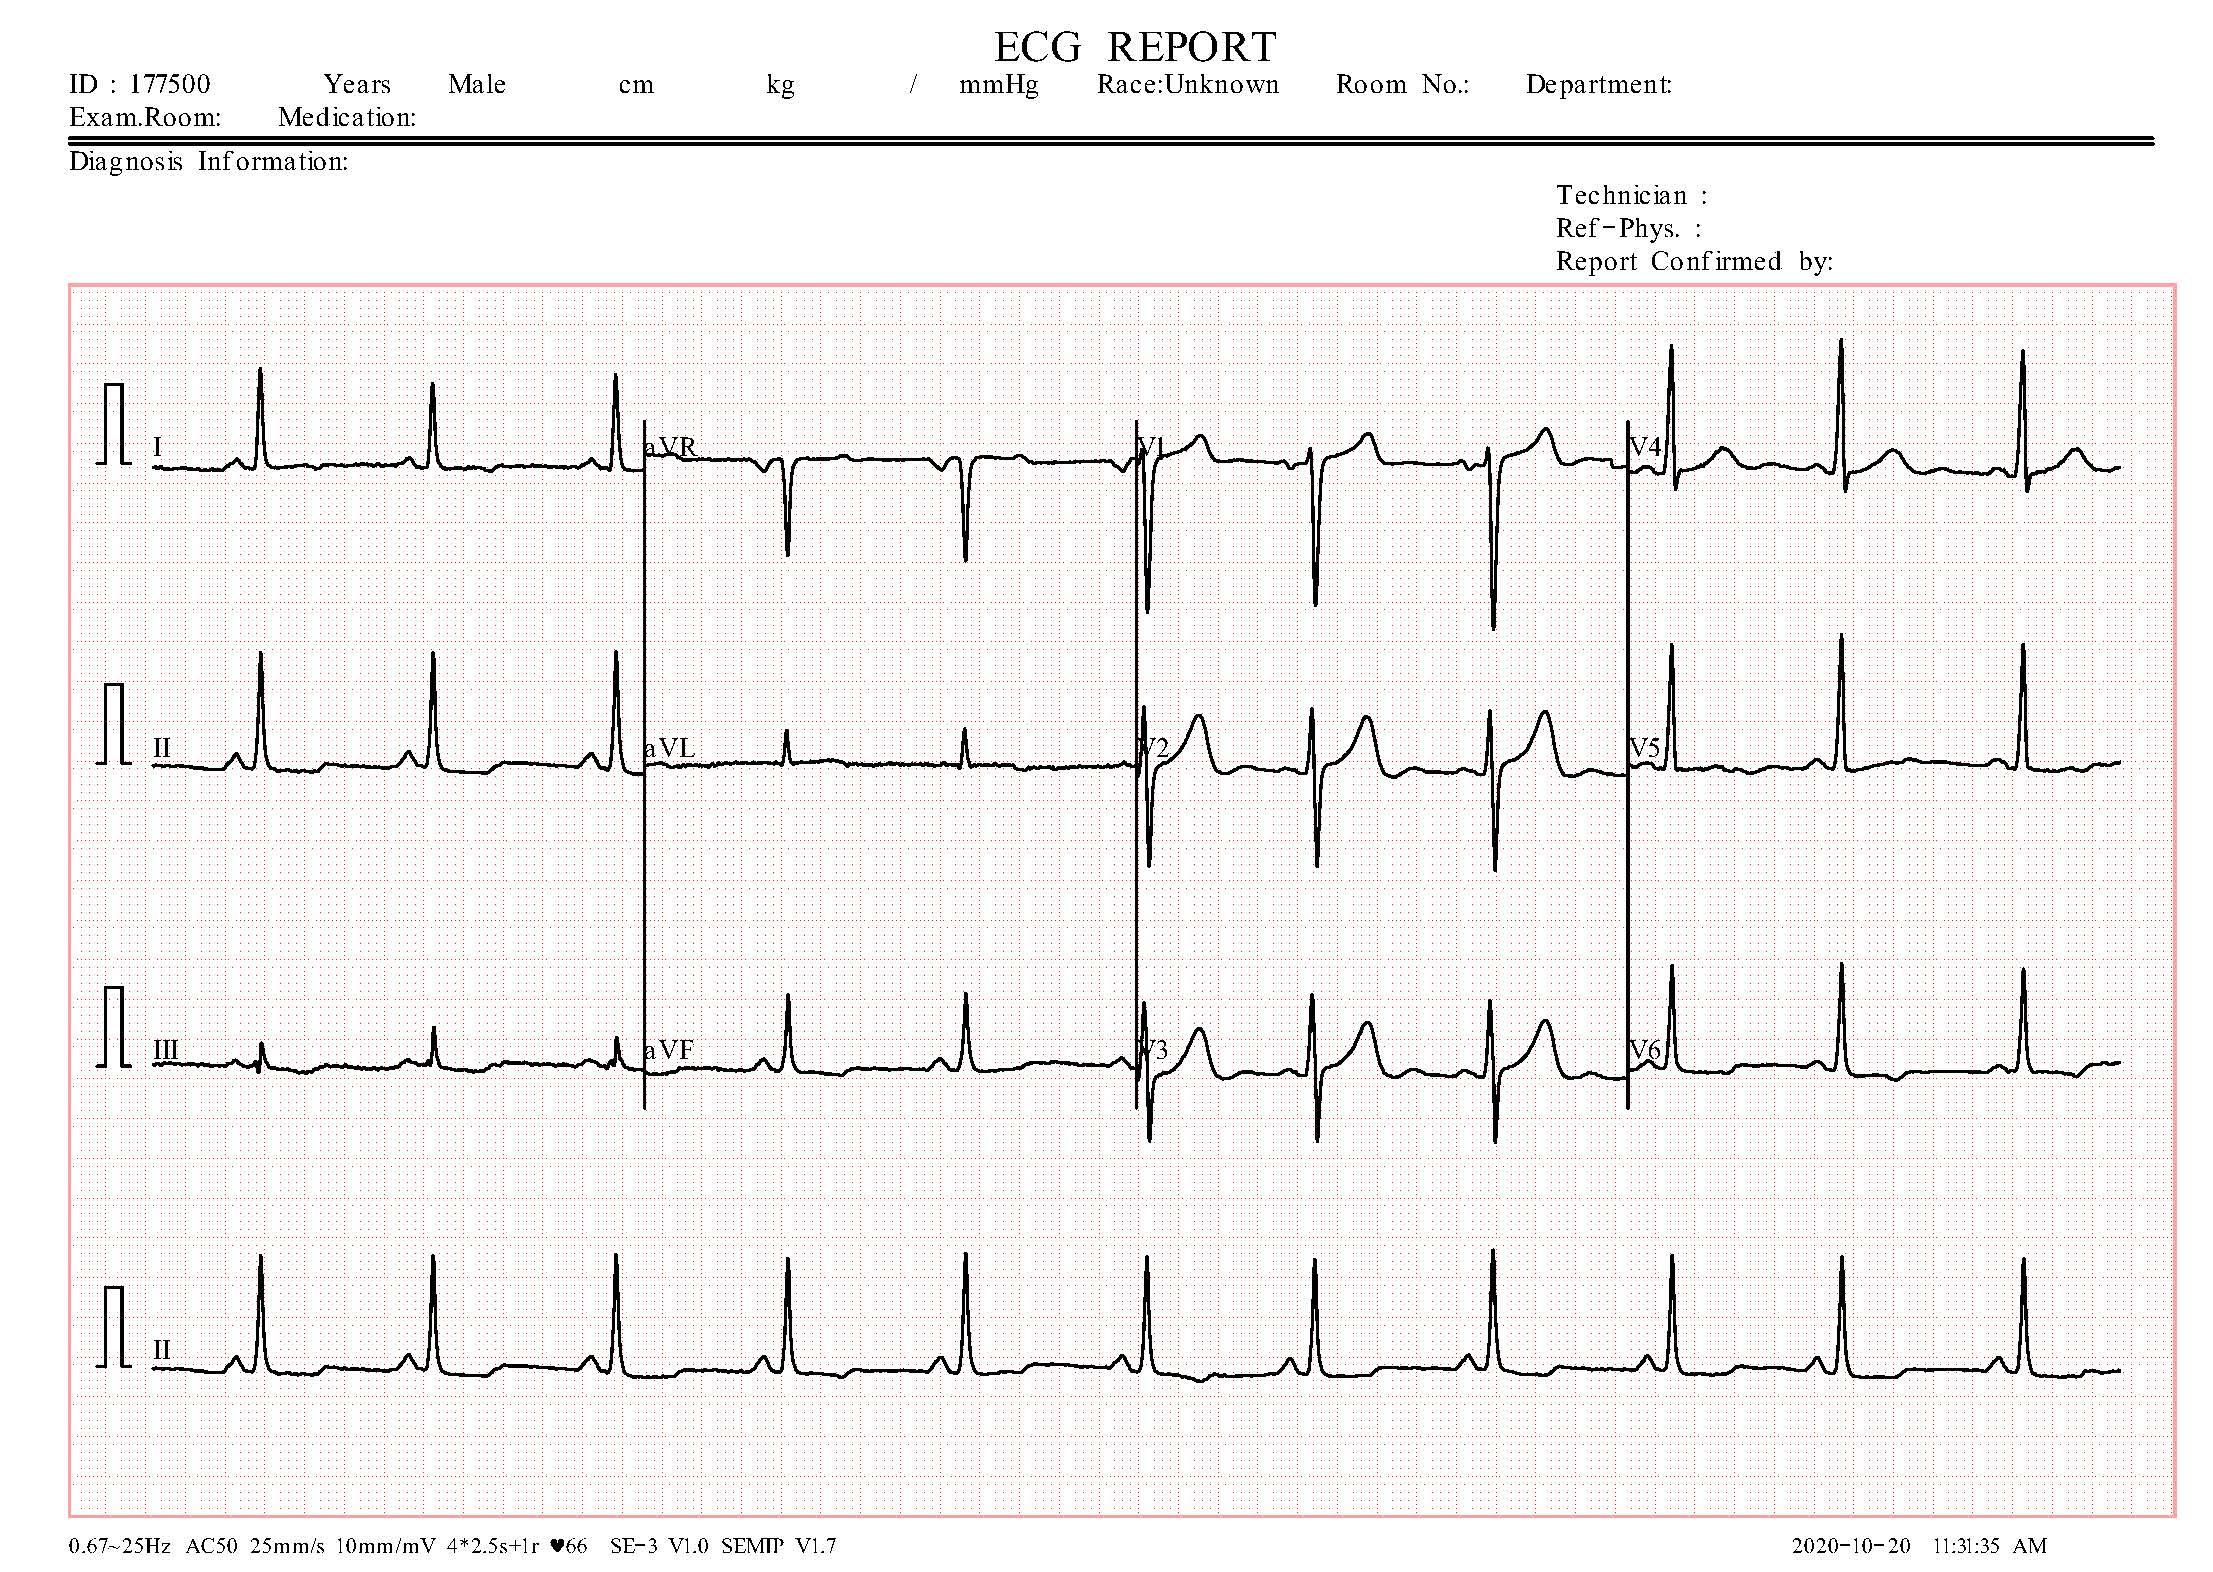 ECG REPORT
ID : 177500 Years Male cm kg / mmHg Race:Unknown Room No.: Department:
Exam.Room: Medication:
Diagnosis Information:
Technician :
Ref-Phys. :
Report Confirmed by:
I aVR V1 V4
II aVL V2 V5
III aVF V3 V6
II
0.67~25Hz AC50 25mm/s 10mm/mV 4*2.5s+1r ♥66 SE-3 V1.0 SEMIP V1.7 2020-10-20 11:31:35 AM